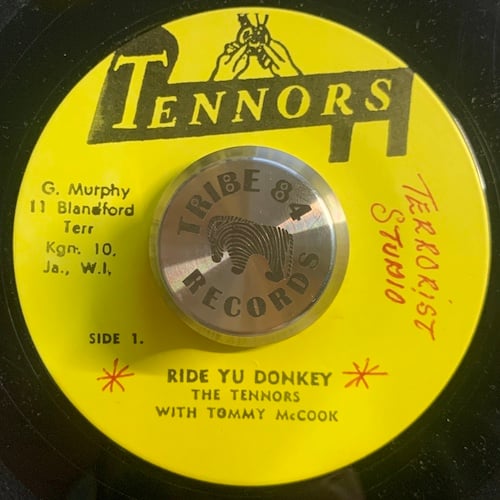 TENNORS
G. Murphy
11 Blandford
Terr
Kgn. 10,
Ja., W.I,
TERRORIST
STUDIO
TRIBE 84
RECORDS
SIDE 1.
RIDE YU DONKEY
THE TENNORS
WITH TOMMY McCOOK